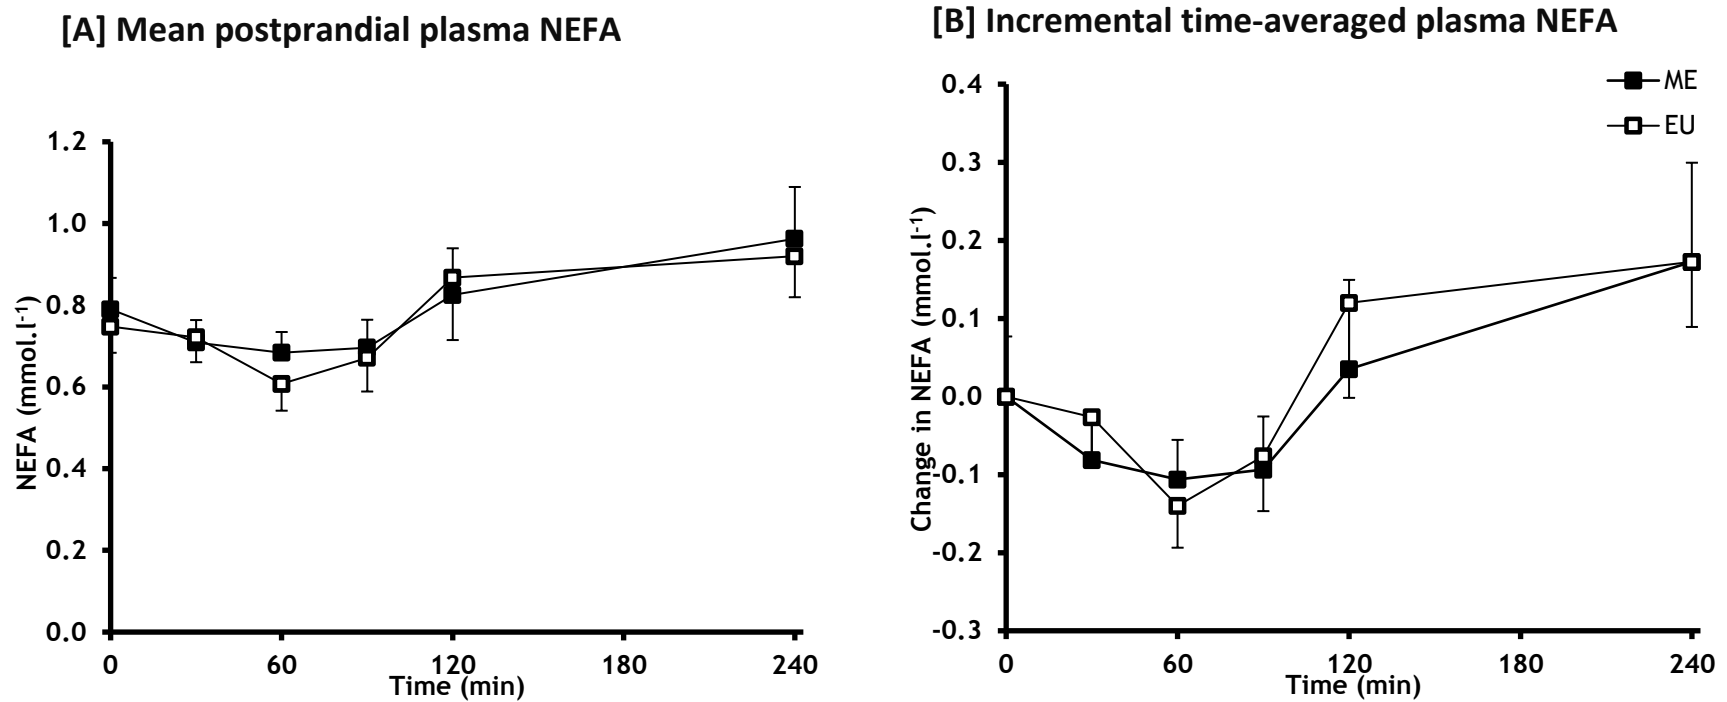 [A] Mean postprandial plasma NEFA
NEFA (mmol.l-1)
1.2
1.0
0.8
0.6
0.4
0.2
0.0
0 60 120 180 240
Time (min)
[B] Incremental time-averaged plasma NEFA
ME
EU
Change in NEFA (mmol.l-1)
0.4
0.3
0.2
0.1
0.0
-0.1
-0.2
-0.3
0 60 120 180 240
Time (min)